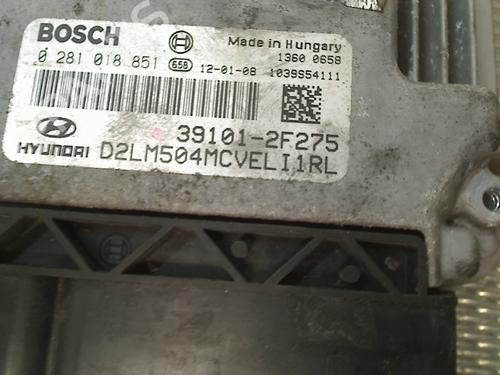 BOSCH
Made in Hungary
1360 0658
0 281 018 851 658 12-01-08 1039S54111
39101-2F275
HYUNDAI D2LM504MCVELI1RL